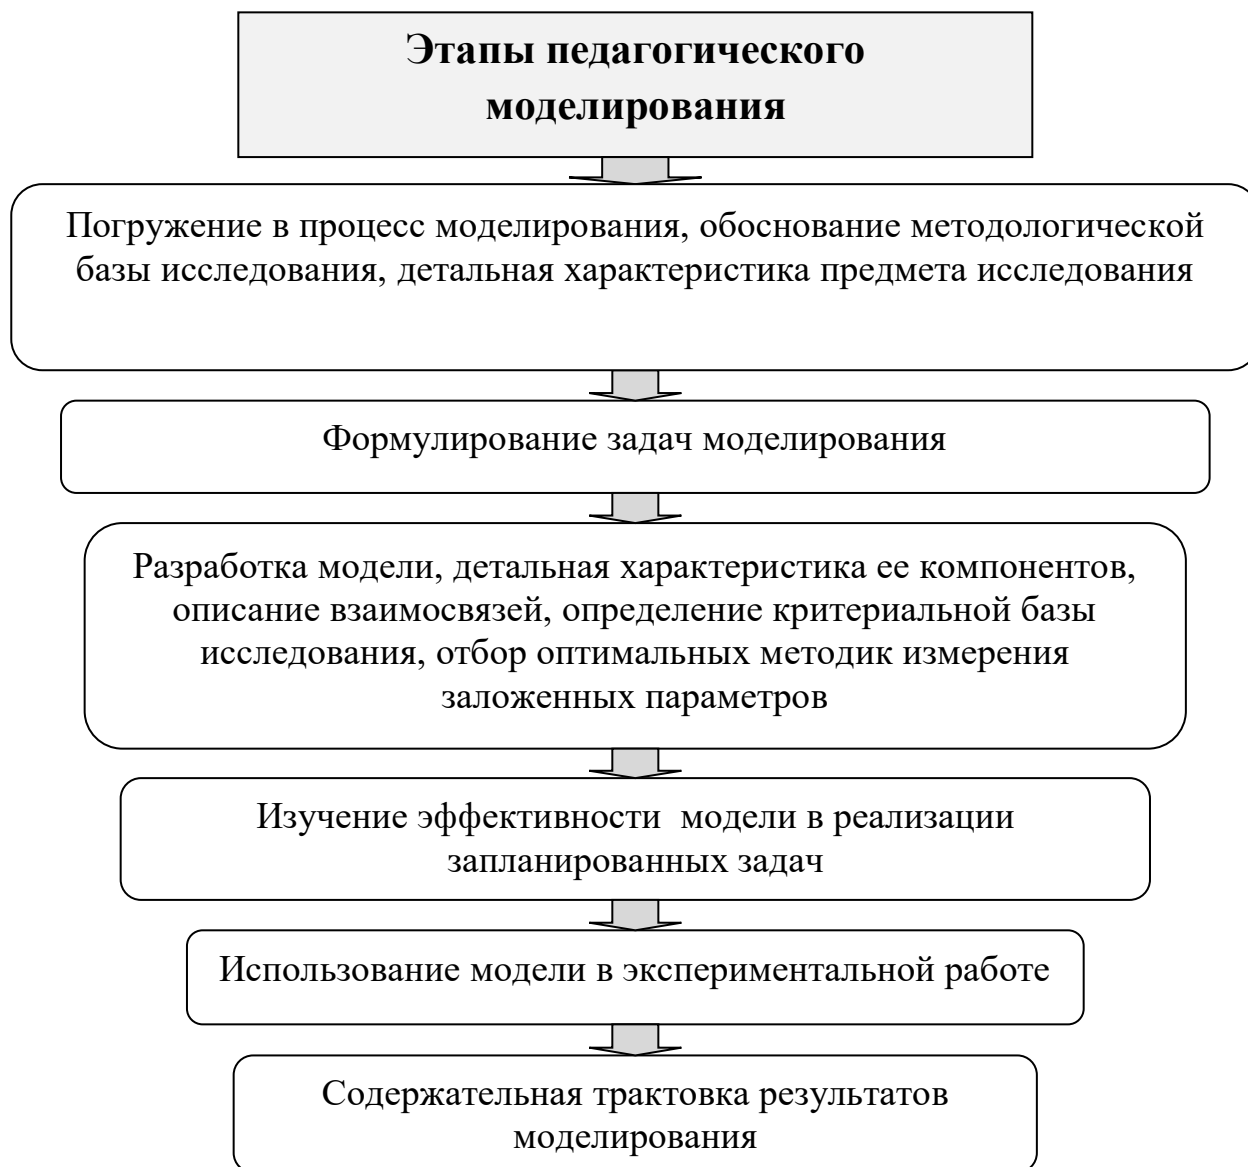 Этапы педагогического
моделирования
Погружение в процесс моделирования, обоснование методологической
базы исследования, детальная характеристика предмета исследования
Формулирование задач моделирования
Разработка модели, детальная характеристика ее компонентов,
описание взаимосвязей, определение критериальной базы
исследования, отбор оптимальных методик измерения
заложенных параметров
Изучение эффективности  модели в реализации
запланированных задач
Использование модели в экспериментальной работе
Содержательная трактовка результатов
моделирования